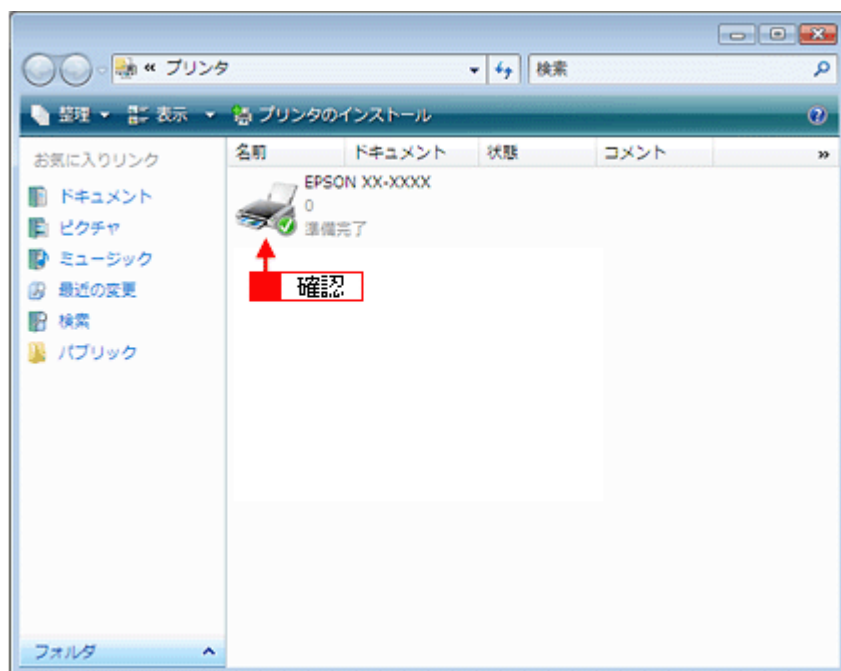 « プリンタ
検索
整理 表示 プリンタのインストール
お気に入りリンク
ドキュメント
ピクチャ
ミュージック
最近の変更
検索
パブリック
フォルダ
名前 ドキュメント 状態 コメント »
EPSON XX-XXXX
0
準備完了
確認